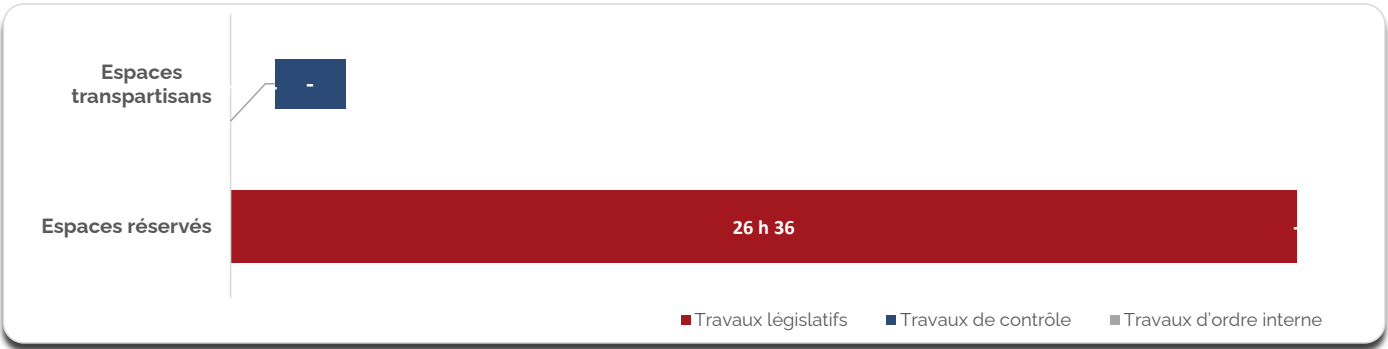 Espaces
transpartisans
-
Espaces réservés
26 h 36
-
Travaux législatifs
Travaux de contrôle
Travaux d’ordre interne